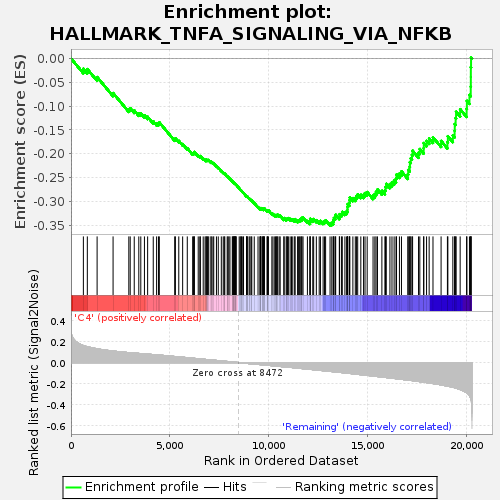 Enrichment plot:
HALLMARK_TNFA_SIGNALING_VIA_NFKB
Enrichment score (ES)
0.00
-0.05
-0.10
-0.15
-0.20
-0.25
-0.30
-0.35
Ranked list metric (Signal2Noise)
'C4' (positively correlated)
0.4
0.2
0.0
-0.2
-0.4
-0.6
Zero cross at 8472
'Remaining' (negatively correlated)
0
5,000
10,000
15,000
20,000
Rank in Ordered Dataset
Enrichment profile
Hits
Ranking metric scores